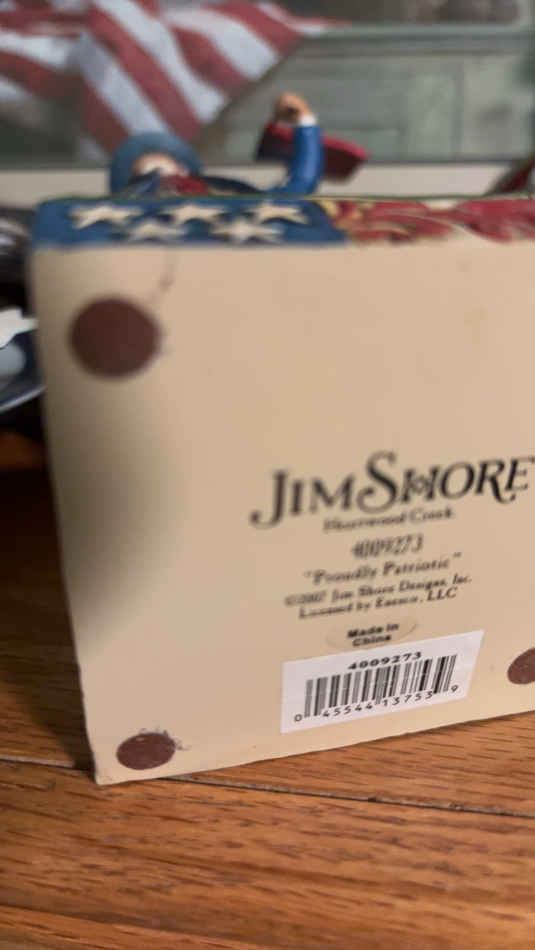 JIM SHORE
Heartwood Creek
4009273
"Proudly Patriotic"
©2007 Jim Shore Designs, Inc.
Licensed by Enesco, LLC
Made in
China
4009273
0 45544 13753 9